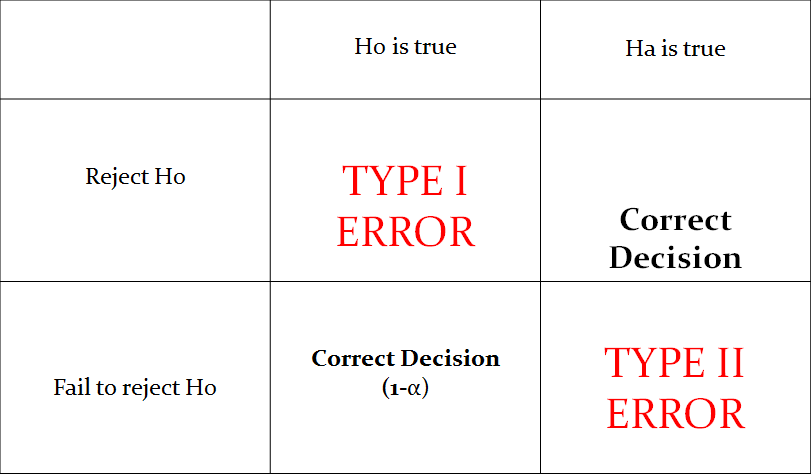 Ho is true
Ha is true
Reject Ho
TYPE I
ERROR
Correct
Decision
Fail to reject Ho
Correct Decision
(1-α)
TYPE II
ERROR